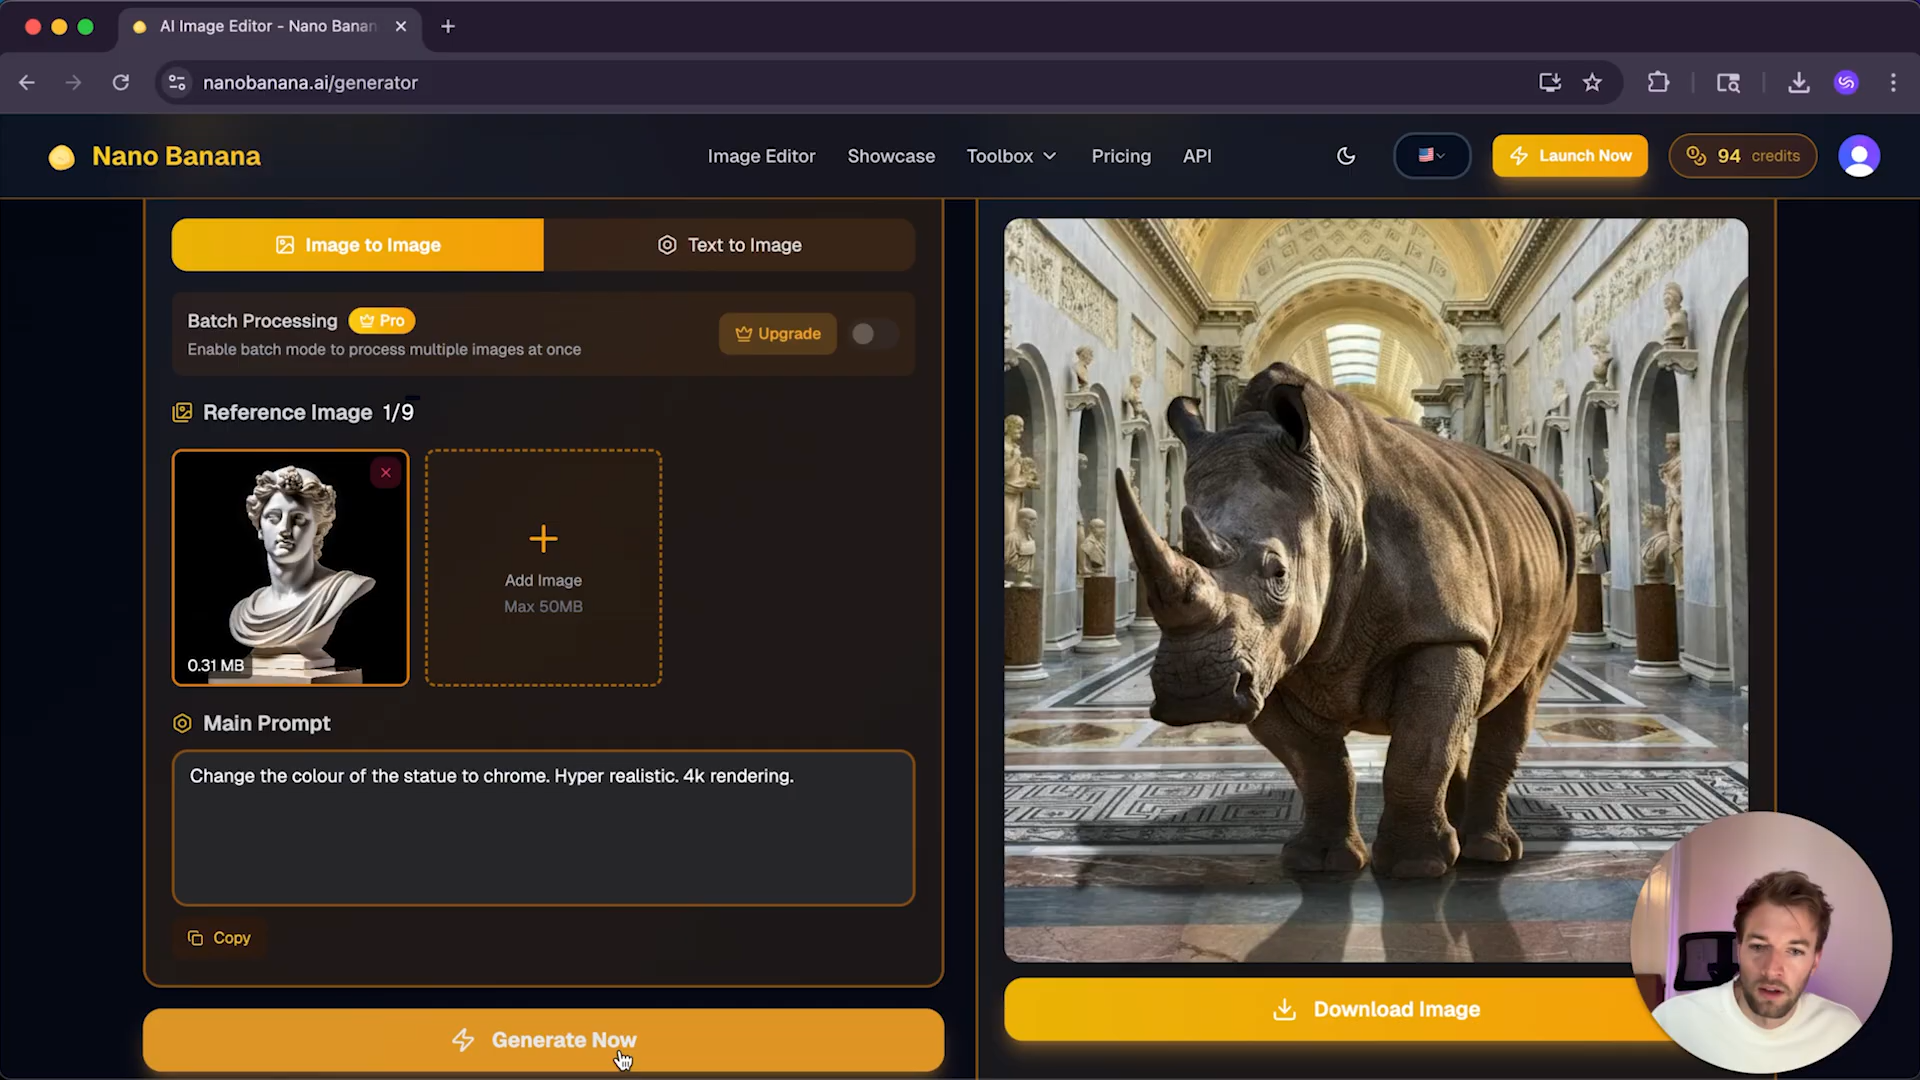 AI Image Editor - Nano Banan
nanobanana.ai/generator
Nano Banana
Image Editor
Showcase
Toolbox
Pricing
API
Launch Now
94 credits
Image to Image
Text to Image
Batch Processing
Pro
Enable batch mode to process multiple images at once
Upgrade
Reference Image 1/9
Add Image
Max 50MB
0.31 MB
Main Prompt
Change the colour of the statue to chrome. Hyper realistic. 4k rendering.
Copy
Generate Now
Download Image